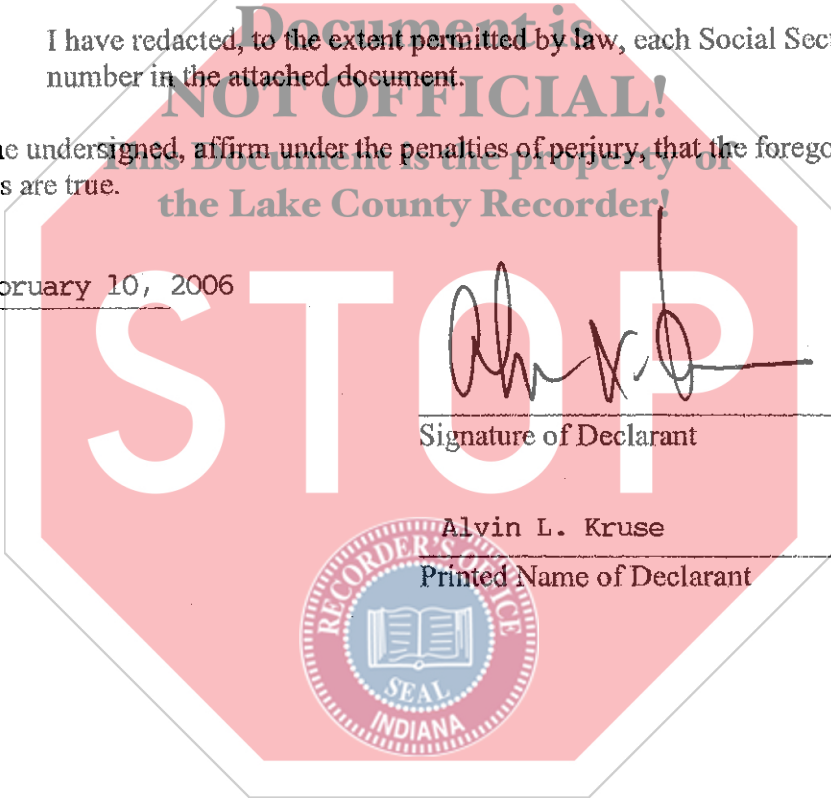 Document is
I have redacted, to the extent permitted by law, each Social Sec
number in the attached document.
NOT OFFICIAL!
e undersigned, affirm under the penalties of perjury, that the forego
This Document is the property of
s are true.
the Lake County Recorder!
bruary 10, 2006
STOP
Signature of Declarant
Alvin L. Kruse
Printed Name of Declarant
RECORDER'S OFFICE
SEAL
INDIANA